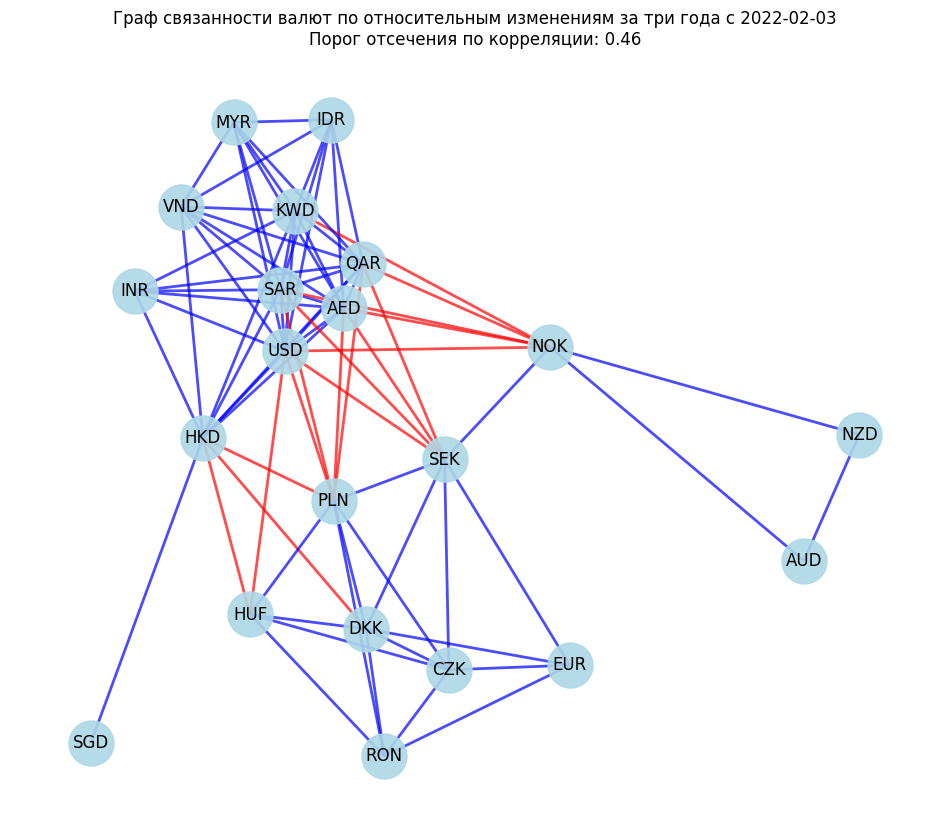 Граф связанности валют по относительным изменениям за три года с 2022-02-03
Порог отсечения по корреляции: 0.46
MYR
IDR
VND
KWD
QAR
INR
SAR
AED
USD
NOK
HKD
NZD
SEK
PLN
AUD
HUF
DKK
CZK
EUR
SGD
RON